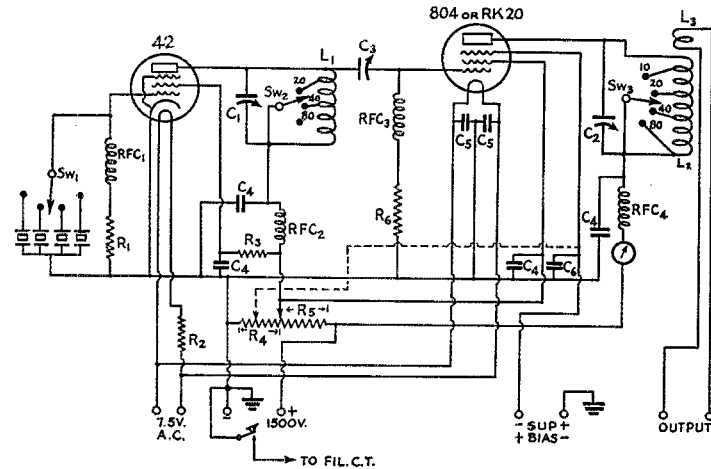 42
804 OR RK20
L₃
L₁
C₃
20
40
80
SW₂
C₁
10
20
40
80
SW₃
C₂
L₂
SW₁
RFC₁
RFC₃
C₅
C₅
C₄
RFC₂
R₆
C₄
RFC₄
R₁
R₃
C₄
C₄
C₆
R₅
R₄
R₂
7.5V.
A.C.
−
+
1500V.
− SUP +
+ BIAS −
OUTPUT
TO FIL. C.T.